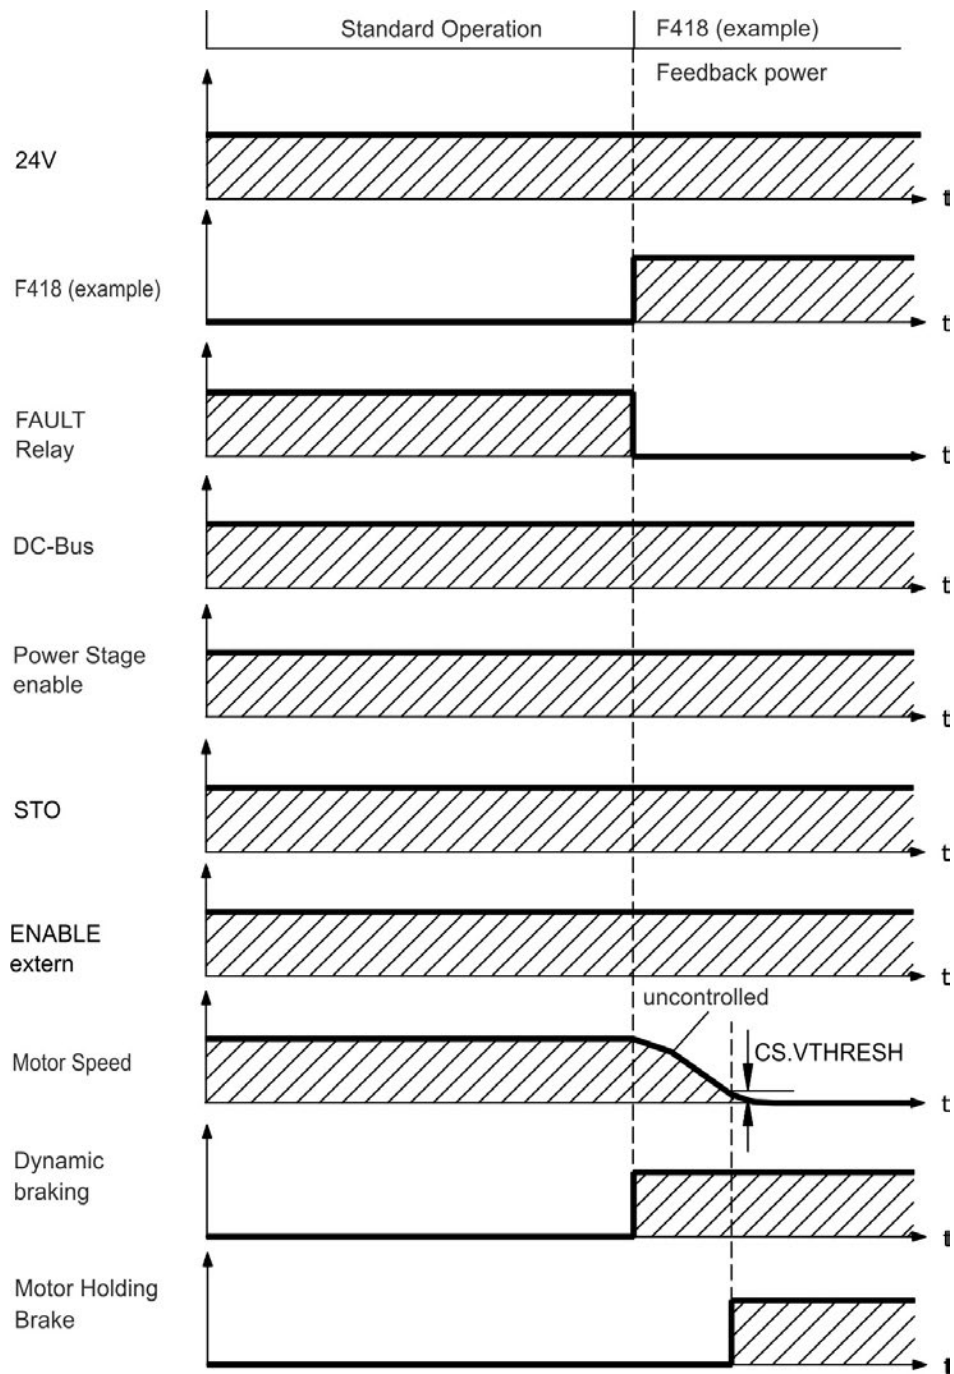 Standard Operation
F418 (example)
Feedback power
24V
t
F418 (example)
t
FAULT
Relay
t
DC-Bus
t
Power Stage
enable
t
STO
t
ENABLE
extern
t
uncontrolled
CS.VTHRESH
Motor Speed
t
Dynamic
braking
t
Motor Holding
Brake
t